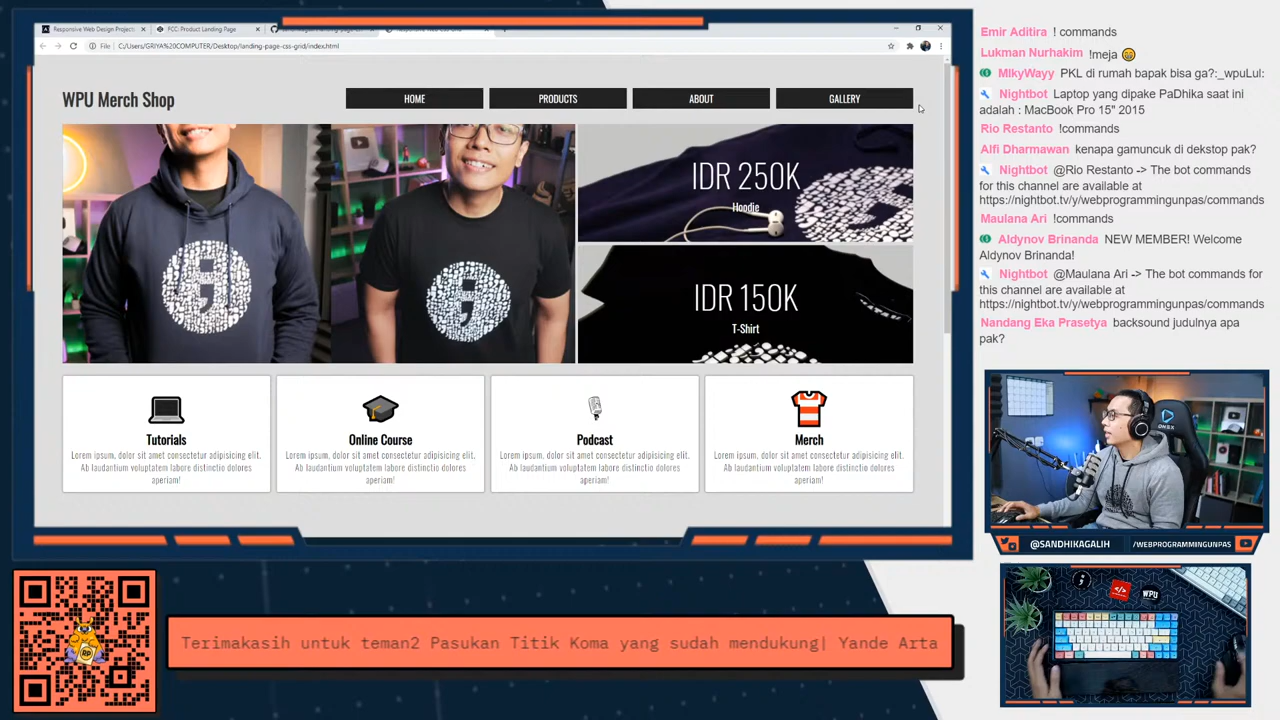 Responsive Web Design Project
FCC: Product Landing Page
File
C:/Users/GRIYA%20COMPUTER/Desktop/landing-page-css-grid/index.html
WPU Merch Shop
HOME
PRODUCTS
ABOUT
GALLERY
IDR 250K
Hoodie
IDR 150K
T-Shirt
Tutorials
Lorem ipsum, dolor sit amet consectetur adipisicing elit.
Ab laudantium voluptatem labore distinctio dolores
aperiam!
Online Course
Lorem ipsum, dolor sit amet consectetur adipisicing elit.
Ab laudantium voluptatem labore distinctio dolores
aperiam!
Podcast
Lorem ipsum, dolor sit amet consectetur adipisicing elit.
Ab laudantium voluptatem labore distinctio dolores
aperiam!
Merch
Lorem ipsum, dolor sit amet consectetur adipisicing elit.
Ab laudantium voluptatem labore distinctio dolores
aperiam!
Emir Aditira ! commands
Lukman Nurhakim !meja
MIkyWayy PKL di rumah bapak bisa ga?:_wpuLul:
Nightbot Laptop yang dipake PaDhika saat ini
adalah : MacBook Pro 15" 2015
Rio Restanto !commands
Alfi Dharmawan kenapa gamuncuk di dekstop pak?
Nightbot @Rio Restanto -> The bot commands
for this channel are available at
https://nightbot.tv/y/webprogrammingunpas/commands
Maulana Ari !commands
Aldynov Brinanda NEW MEMBER! Welcome
Aldynov Brinanda!
Nightbot @Maulana Ari -> The bot commands for
this channel are available at
https://nightbot.tv/y/webprogrammingunpas/commands
Nandang Eka Prasetya backsound judulnya apa
pak?
@SANDHIKAGALIH
/WEBPROGRAMMINGUNPAS
WPU
Terimakasih untuk teman2 Pasukan Titik Koma yang sudah mendukung| Yande Arta